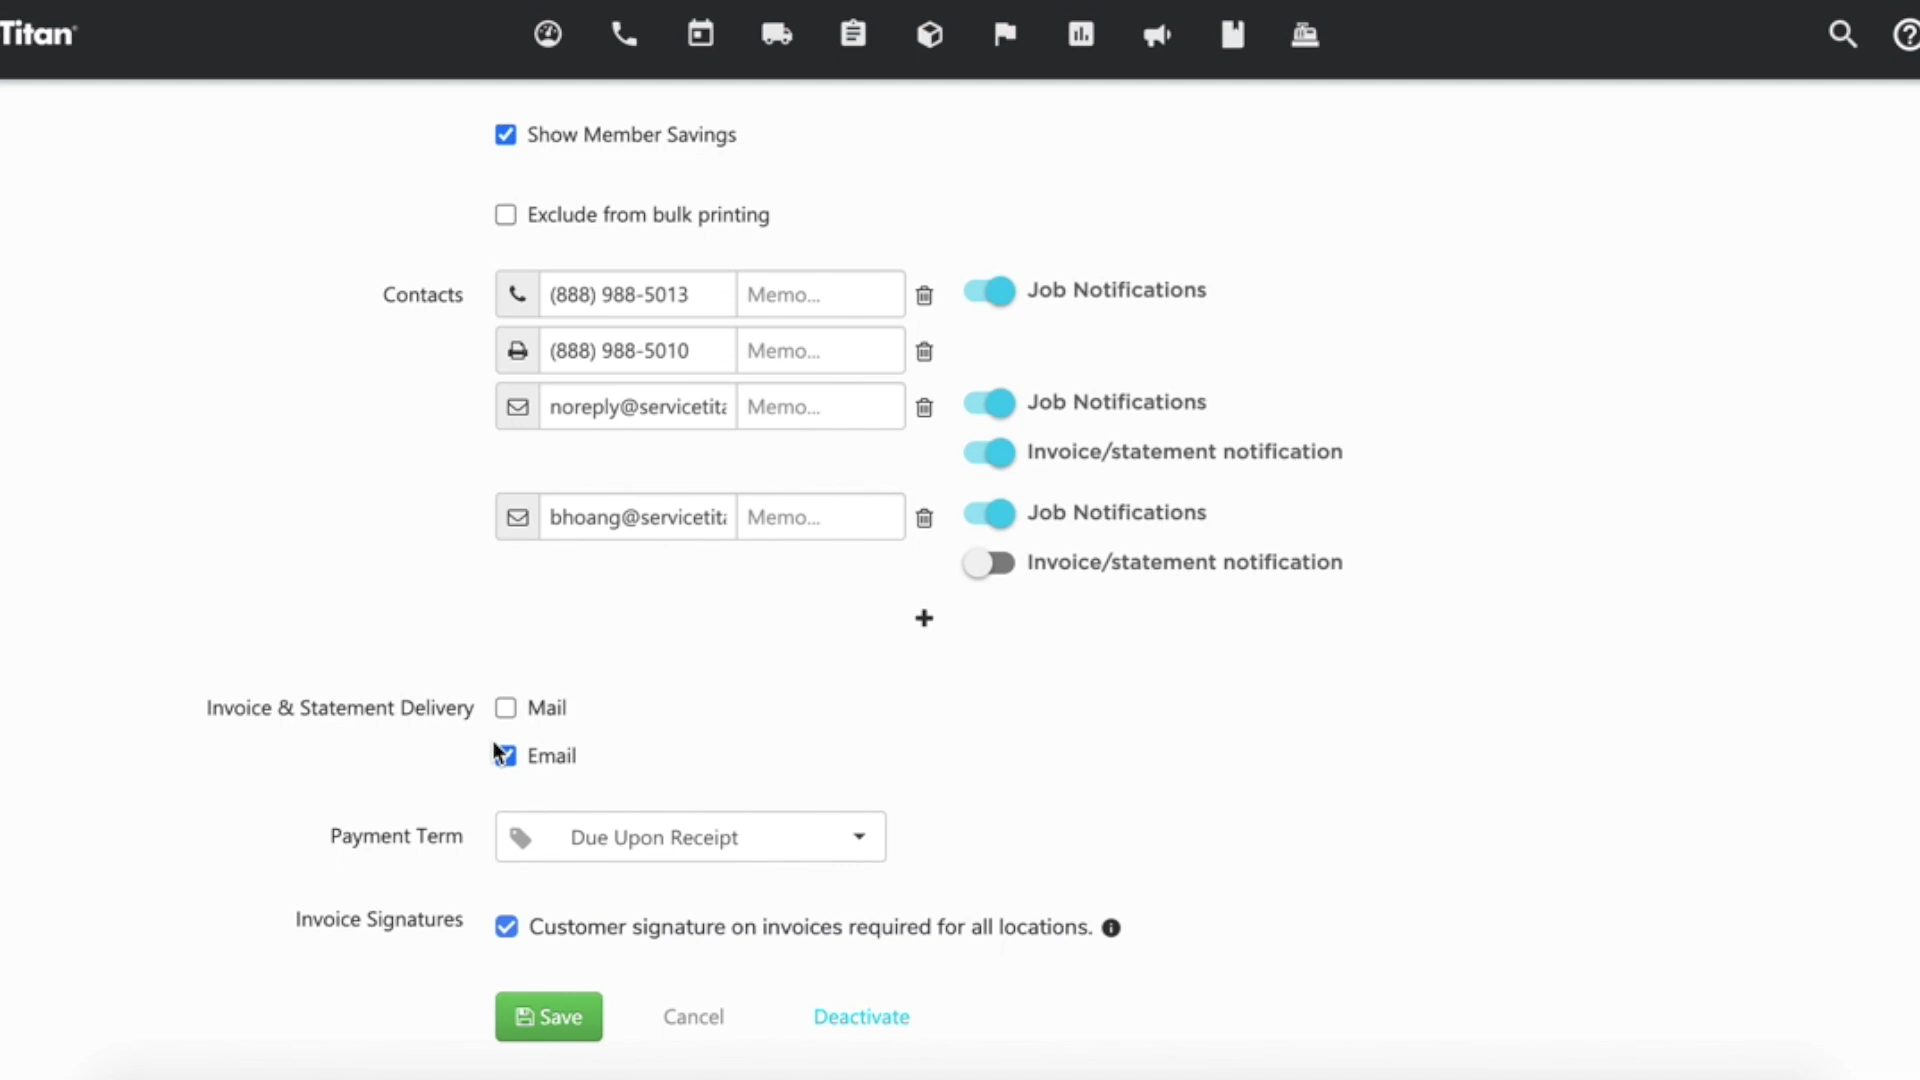 Titan
Show Member Savings
Exclude from bulk printing
Contacts
(888) 988-5013 Memo... Job Notifications
(888) 988-5010 Memo...
noreply@servicetita Memo... Job Notifications
Invoice/statement notification
bhoang@servicetita Memo... Job Notifications
Invoice/statement notification
+
Invoice & Statement Delivery Mail
Email
Payment Term Due Upon Receipt
Invoice Signatures Customer signature on invoices required for all locations.
Save Cancel Deactivate